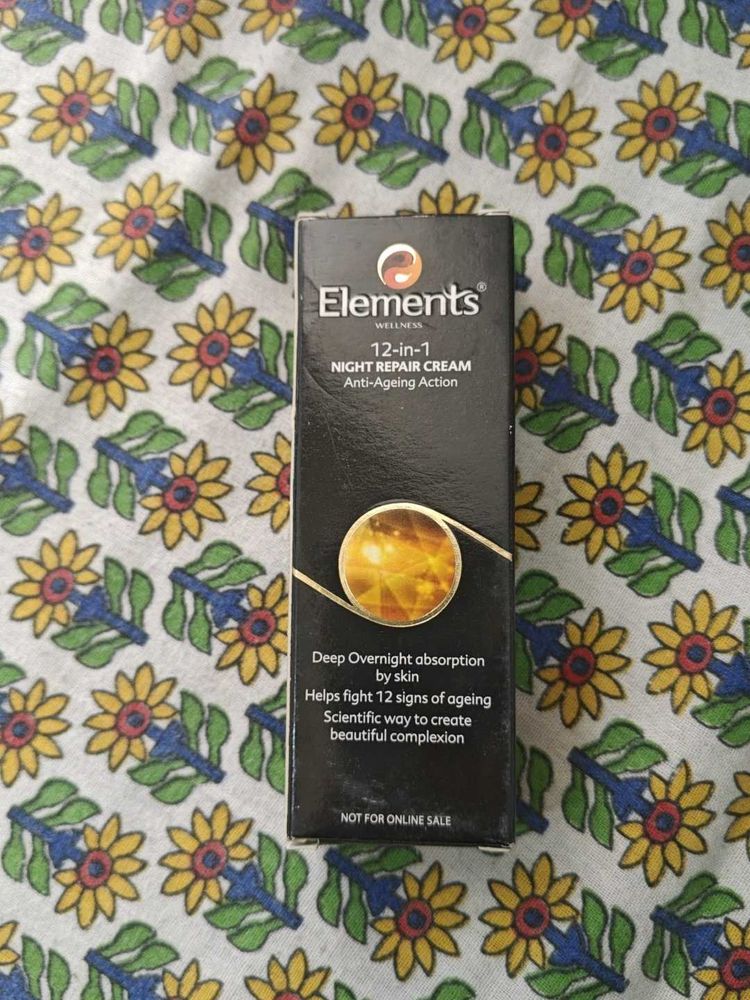 Elements®
WELLNESS
12-in-1
NIGHT REPAIR CREAM
Anti-Ageing Action
Deep Overnight absorption
by skin
Helps fight 12 signs of ageing
Scientific way to create
beautiful complexion
NOT FOR ONLINE SALE